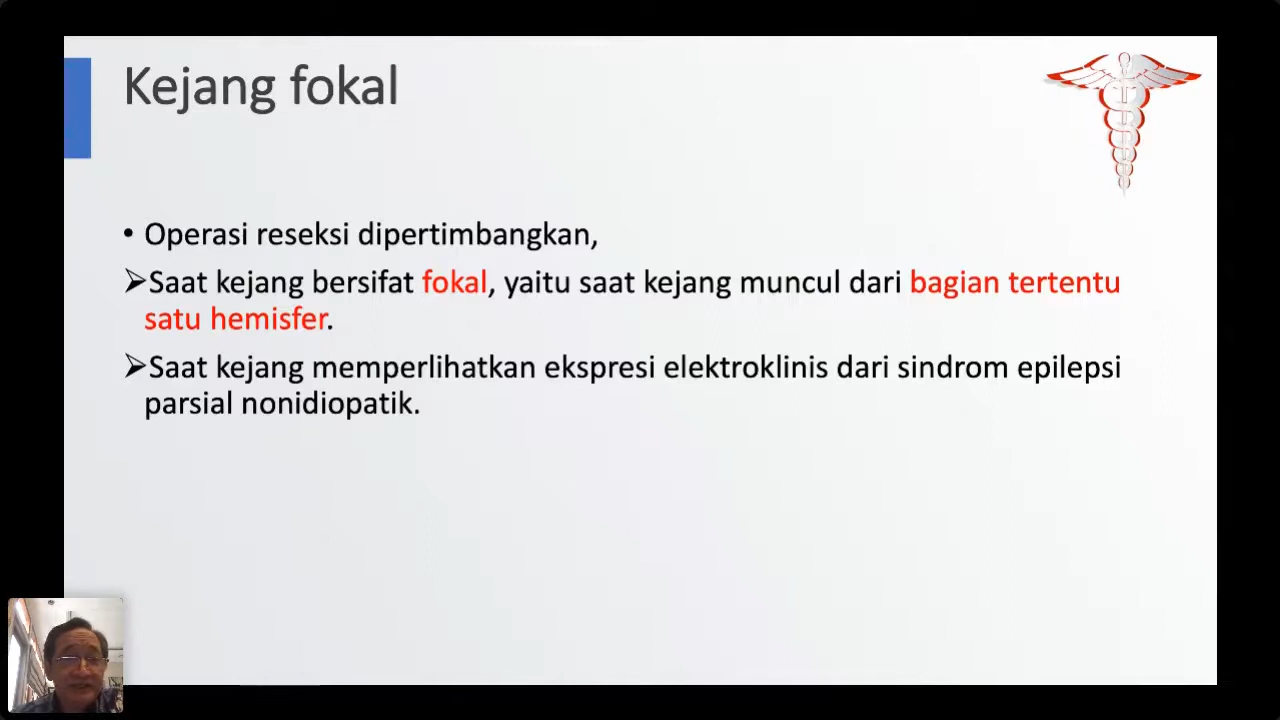 Kejang fokal
• Operasi reseksi dipertimbangkan,
➢Saat kejang bersifat fokal, yaitu saat kejang muncul dari bagian tertentu
satu hemisfer.
➢Saat kejang memperlihatkan ekspresi elektroklinis dari sindrom epilepsi
parsial nonidiopatik.